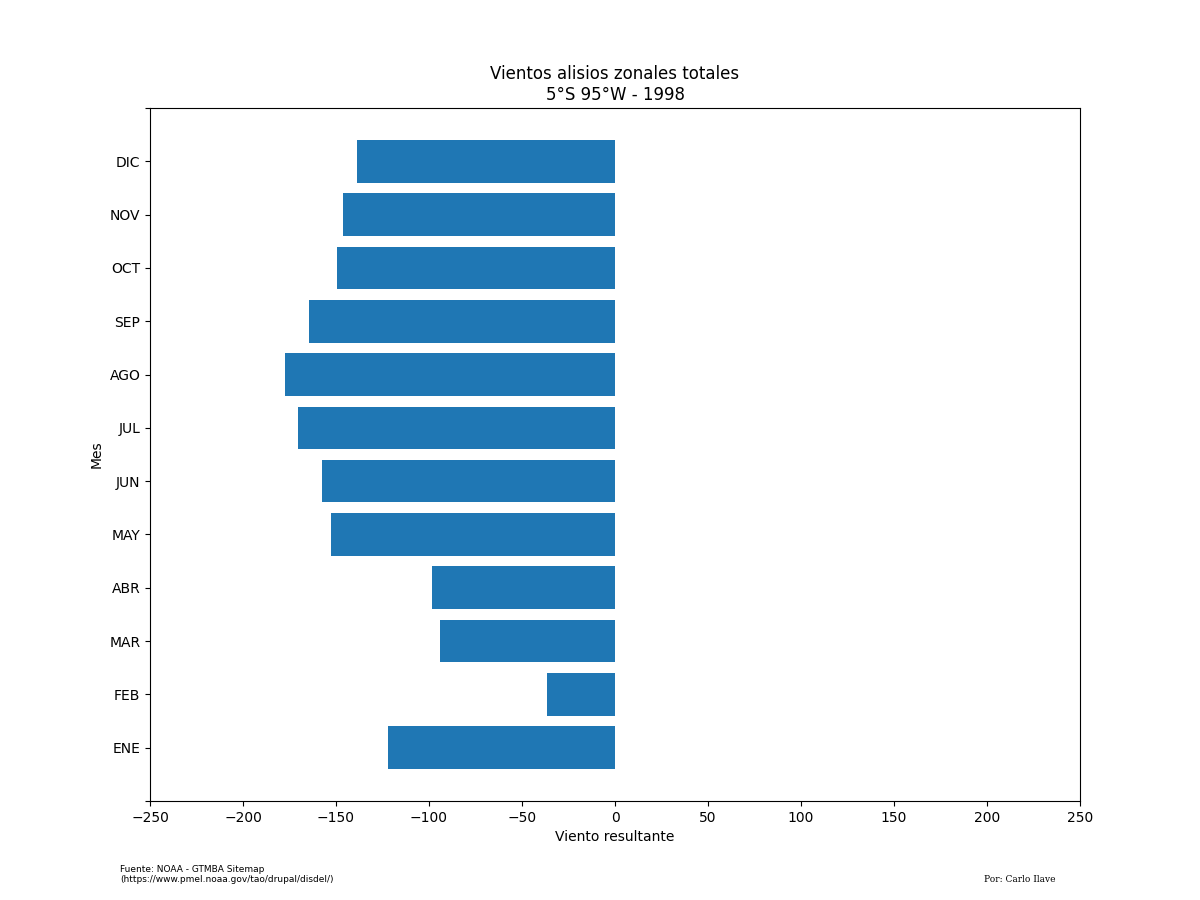 Vientos alisios zonales totales
5°S 95°W - 1998
DIC
NOV
OCT
SEP
AGO
JUL
JUN
MAY
ABR
MAR
FEB
ENE
Mes
−250 −200 −150 −100 −50 0 50 100 150 200 250
Viento resultante
Fuente: NOAA - GTMBA Sitemap
(https://www.pmel.noaa.gov/tao/drupal/disdel/)
Por: Carlo Ilave